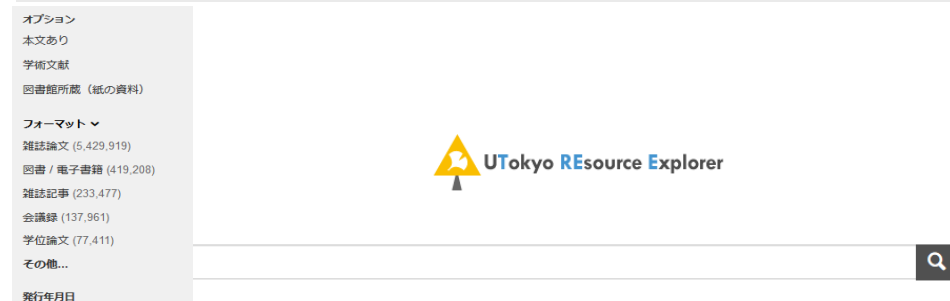 オプション
本文あり
学術文献
図書館所蔵（紙の資料）
フォーマット
雑誌論文 (5,429,919)
図書 / 電子書籍 (419,208)
雑誌記事 (233,477)
会議録 (137,961)
学位論文 (77,411)
その他...
発行年月日
UTokyo REsource Explorer